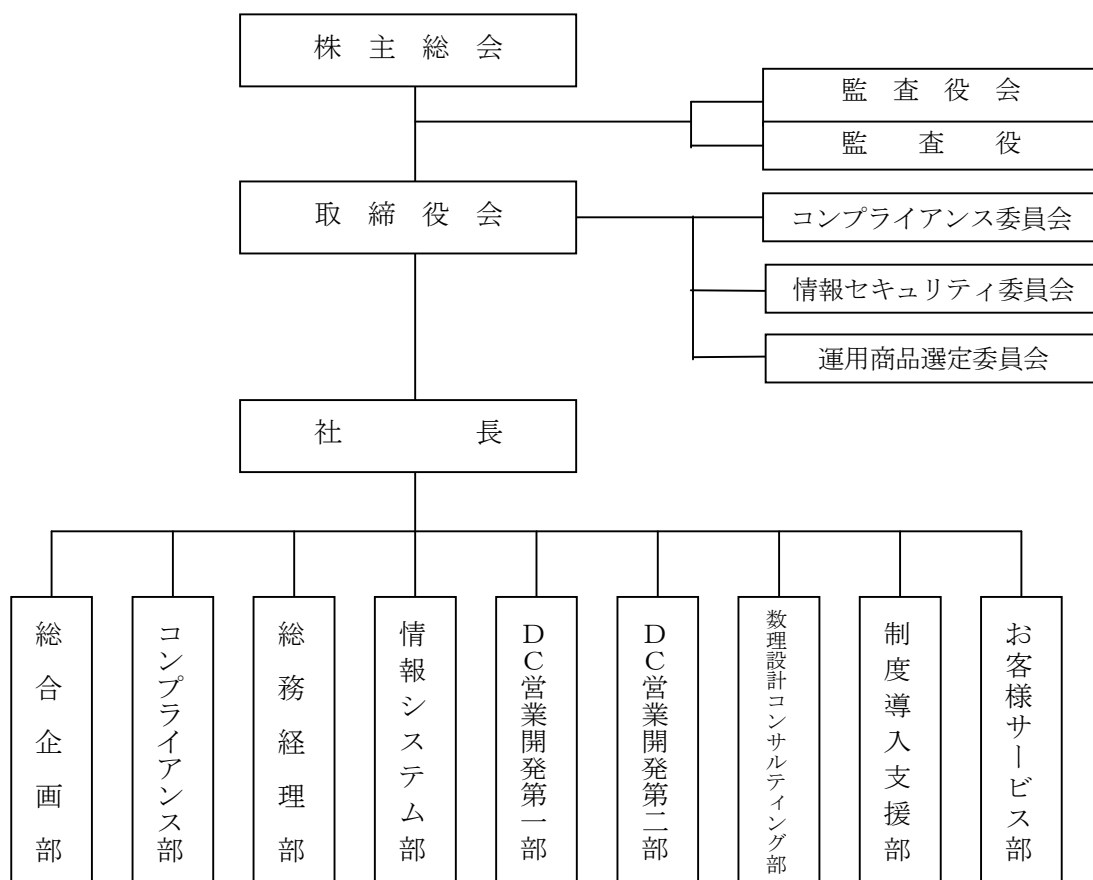 株主総会
監査役会
監査役
取締役会
コンプライアンス委員会
情報セキュリティ委員会
運用商品選定委員会
社長
総合企画部
コンプライアンス部
総務経理部
情報システム部
DC営業開発第一部
DC営業開発第二部
数理設計コンサルティング部
制度導入支援部
お客様サービス部